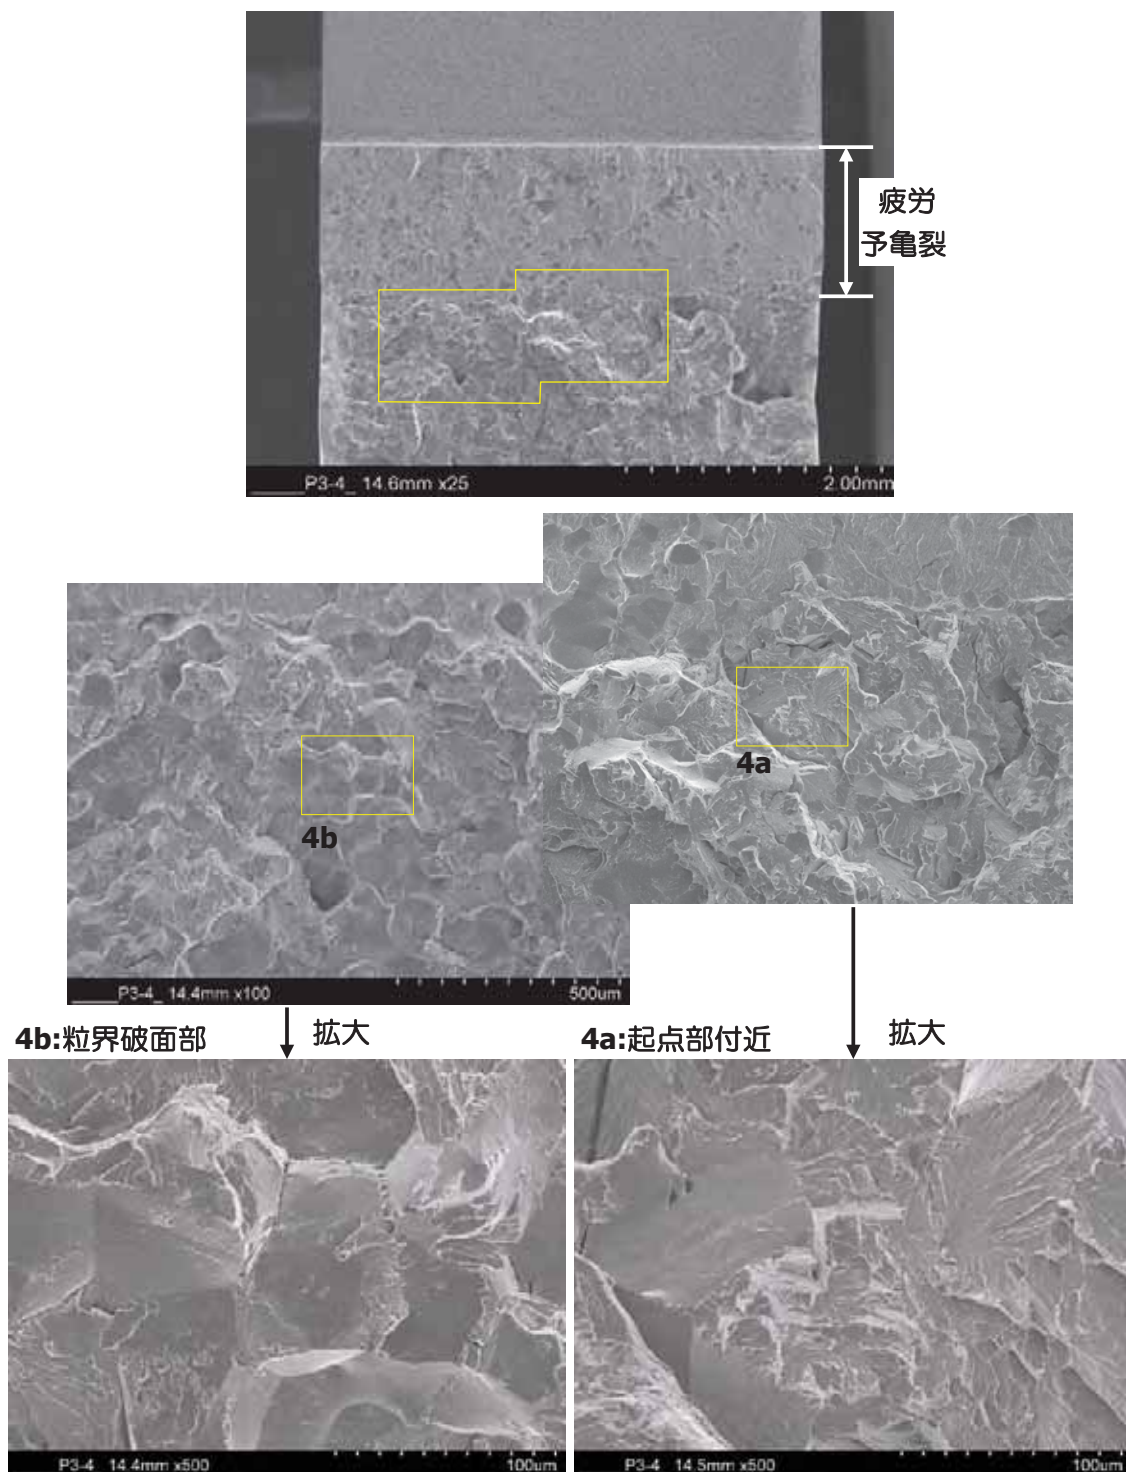 疲労
予亀裂
P3-4_ 14.6mm x25 2.00mm
4a
4b
P3-4_ 14.4mm x100 500um
4b:粒界破面部
拡大
4a:起点部付近
拡大
P3-4 14.4mm x500 100um
P3-4 14.5mm x500 100um